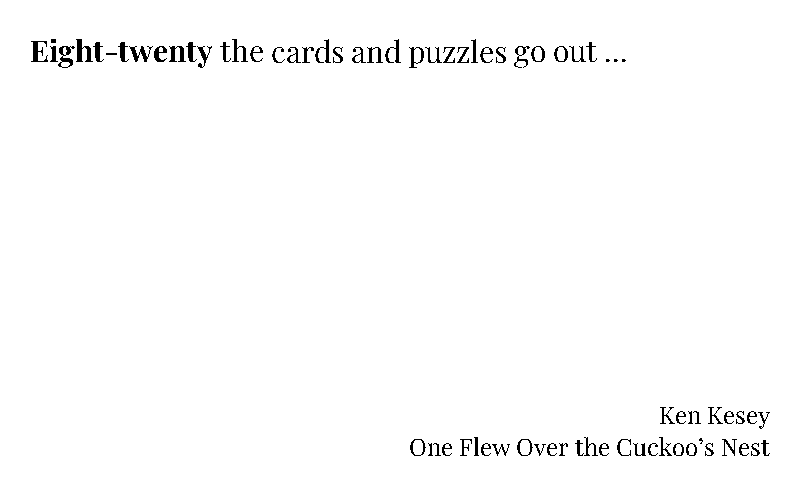 Eight-twenty the cards and puzzles go out ...
Ken Kesey
One Flew Over the Cuckoo’s Nest